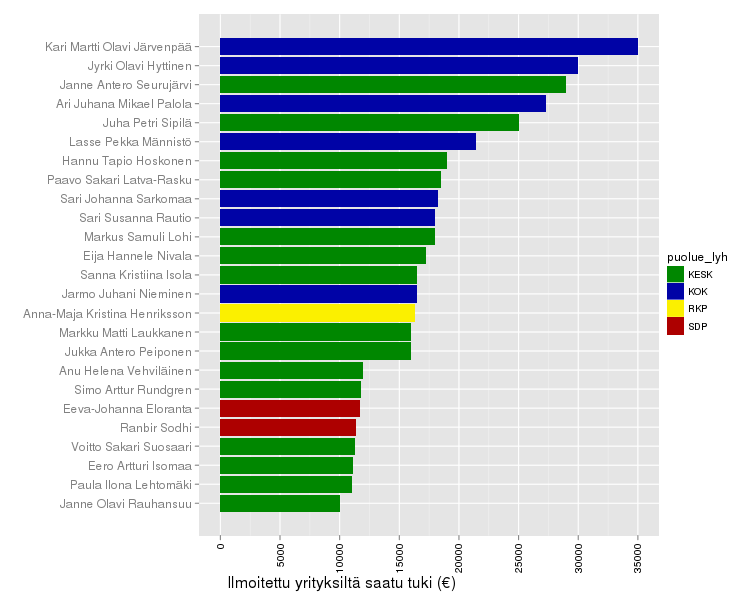 Kari Martti Olavi Järvenpää
Jyrki Olavi Hyttinen
Janne Antero Seurujärvi
Ari Juhana Mikael Palola
Juha Petri Sipilä
Lasse Pekka Männistö
Hannu Tapio Hoskonen
Paavo Sakari Latva-Rasku
Sari Johanna Sarkomaa
Sari Susanna Rautio
Markus Samuli Lohi
Eija Hannele Nivala
Sanna Kristiina Isola
Jarmo Juhani Nieminen
Anna-Maja Kristina Henriksson
Markku Matti Laukkanen
Jukka Antero Peiponen
Anu Helena Vehviläinen
Simo Arttur Rundgren
Eeva-Johanna Eloranta
Ranbir Sodhi
Voitto Sakari Suosaari
Eero Artturi Isomaa
Paula Ilona Lehtomäki
Janne Olavi Rauhansuu
0
5000
10000
15000
20000
25000
30000
35000
Ilmoitettu yrityksiltä saatu tuki (€)
puolue_lyh
KESK
KOK
RKP
SDP